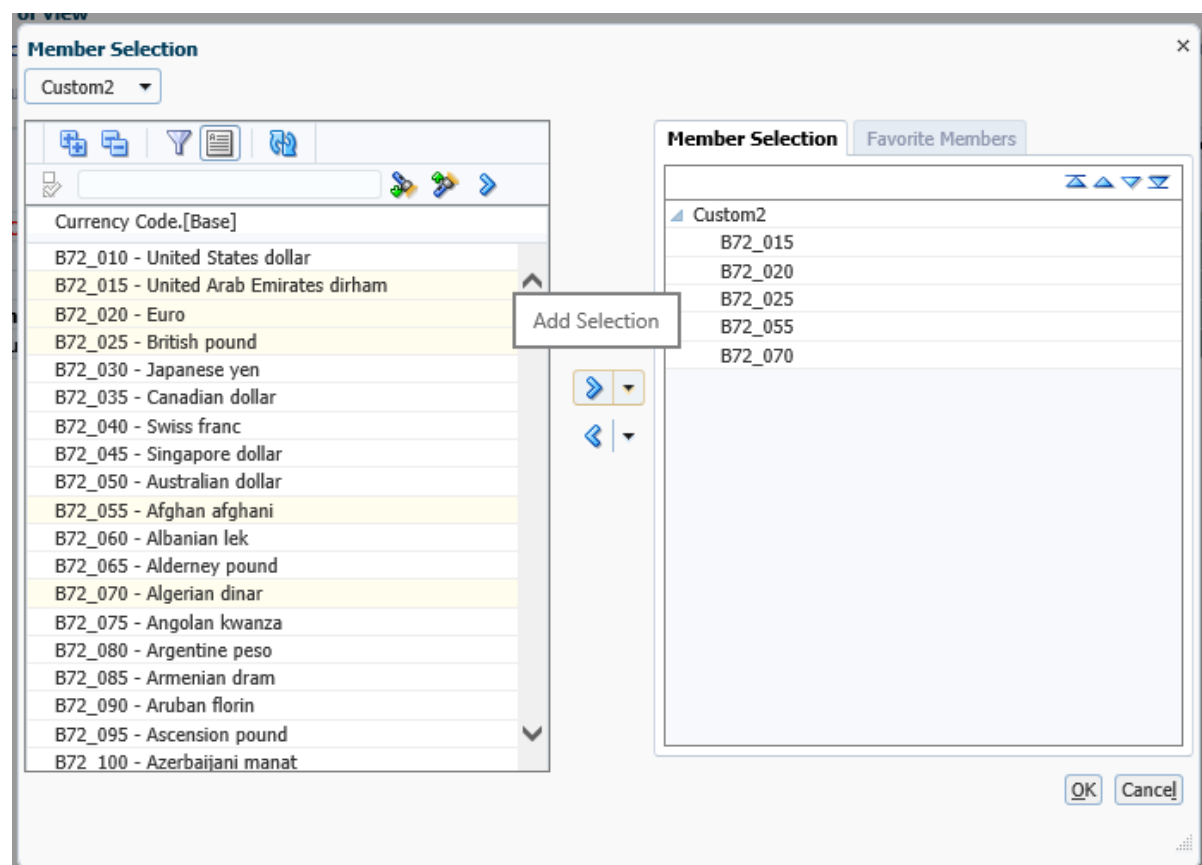 of View
Member Selection
×
Custom2
Currency Code.[Base]
B72_010 - United States dollar
B72_015 - United Arab Emirates dirham
B72_020 - Euro
B72_025 - British pound
B72_030 - Japanese yen
B72_035 - Canadian dollar
B72_040 - Swiss franc
B72_045 - Singapore dollar
B72_050 - Australian dollar
B72_055 - Afghan afghani
B72_060 - Albanian lek
B72_065 - Alderney pound
B72_070 - Algerian dinar
B72_075 - Angolan kwanza
B72_080 - Argentine peso
B72_085 - Armenian dram
B72_090 - Aruban florin
B72_095 - Ascension pound
B72_100 - Azerbaijani manat
Add Selection
Member Selection
Favorite Members
Custom2
B72_015
B72_020
B72_025
B72_055
B72_070
OK
Cancel